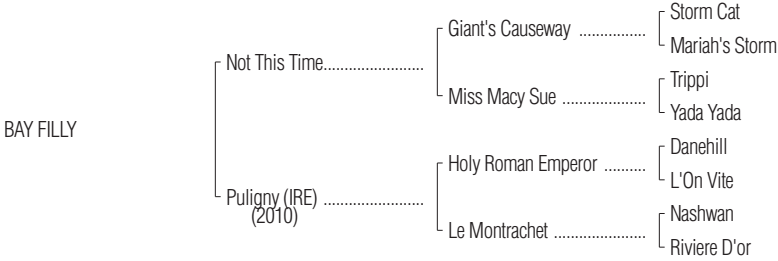 Storm Cat
Giant's Causeway ................
Mariah's Storm
Not This Time........................
Trippi
Miss Macy Sue ....................
Yada Yada
BAY FILLY
Danehill
Holy Roman Emperor ..........
L'On Vite
Puligny (IRE) ........................
(2010)
Nashwan
Le Montrachet ......................
Riviere D'or